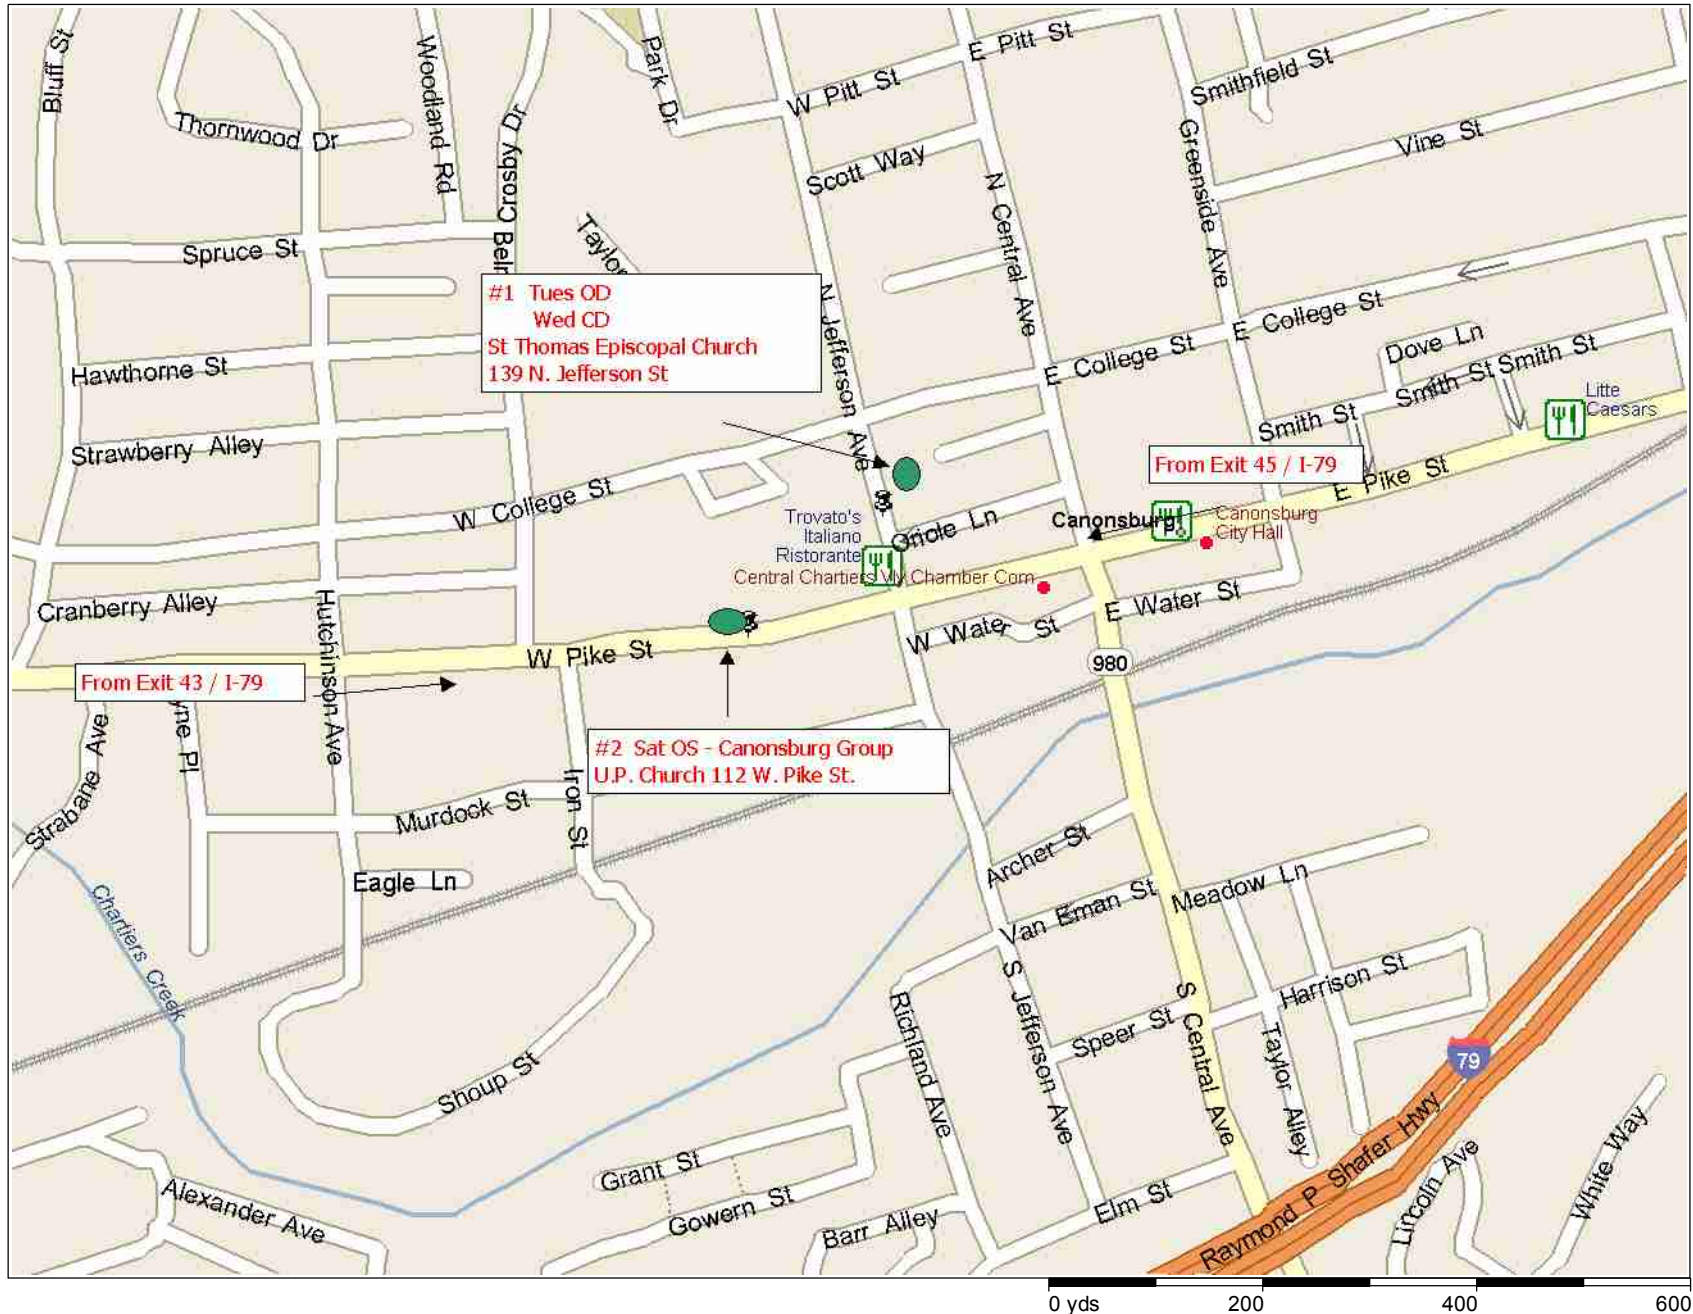 Bluff St
Thornwood Dr
Woodland Rd
Crosby Dr
Park Dr
W Pitt St
E Pitt St
Smithfield St
Vine St
Scott Way
Greenside Ave
N Central Ave
Spruce St
Taylor
#1 Tues OD
Wed CD
St Thomas Episcopal Church
139 N. Jefferson St
N Jefferson Ave
E College St
E College St
Dove Ln
Smith St
Smith St
Smith St
Hawthorne St
Strawberry Alley
W College St
Litte
Caesars
From Exit 45 / I-79
E Pike St
Trovato's
Italiano
Ristorante
Oriole Ln
Canonsburg
Canonsburg
City Hall
Central Chartiers Vly Chamber Com
Cranberry Alley
Hutchinson Ave
W Pike St
W Water St
E Water St
980
From Exit 43 / I-79
#2 Sat OS - Canonsburg Group
U.P. Church 112 W. Pike St.
Strabane Ave
yne Pl
Iron St
Murdock St
Eagle Ln
Chartiers Creek
Archer St
Van Eman St
Meadow Ln
S Jefferson Ave
Richland Ave
S Central Ave
Speer St
Harrison St
Taylor Alley
79
Raymond P Shafer Hwy
Shoup St
Grant St
Gowern St
Barr Alley
Elm St
Lincoln Ave
White Way
Alexander Ave
0 yds 200 400 600